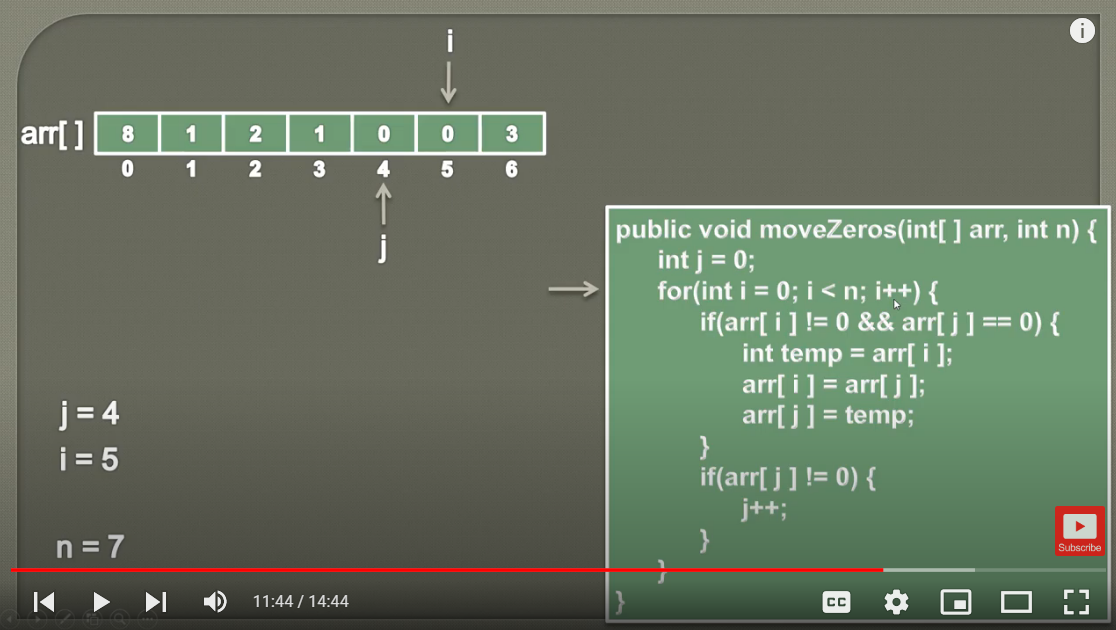 i
arr[ ] 8 1 2 1 0 0 3
0 1 2 3 4 5 6
j
public void moveZeros(int[ ] arr, int n) {
int j = 0;
for(int i = 0; i < n; i++) {
if(arr[ i ] != 0 && arr[ j ] == 0) {
int temp = arr[ i ];
arr[ i ] = arr[ j ];
arr[ j ] = temp;
}
if(arr[ j ] != 0) {
j++;
}
}
}
j = 4
i = 5
n = 7
Subscribe
11:44 / 14:44
CC
i